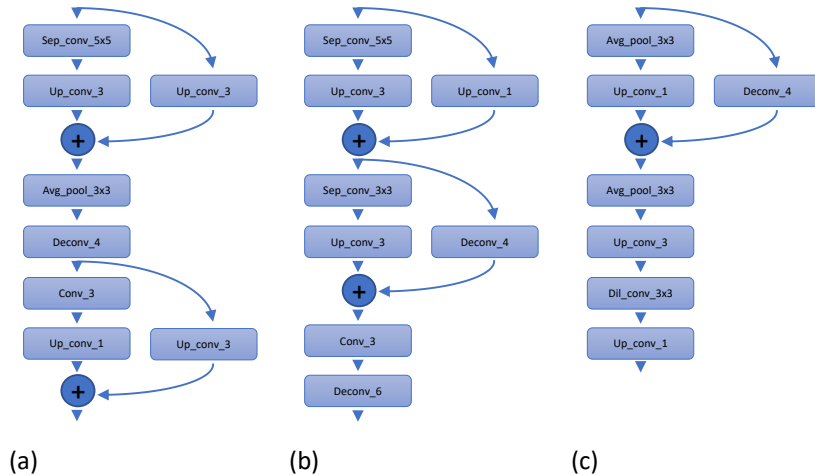 Sep_conv_5x5
Up_conv_3
Up_conv_3
+
Avg_pool_3x3
Deconv_4
Conv_3
Up_conv_1
Up_conv_3
+
(a)
Sep_conv_5x5
Up_conv_3
Up_conv_1
+
Sep_conv_3x3
Up_conv_3
Deconv_4
+
Conv_3
Deconv_6
(b)
Avg_pool_3x3
Up_conv_1
Deconv_4
+
Avg_pool_3x3
Up_conv_3
Dil_conv_3x3
Up_conv_1
(c)